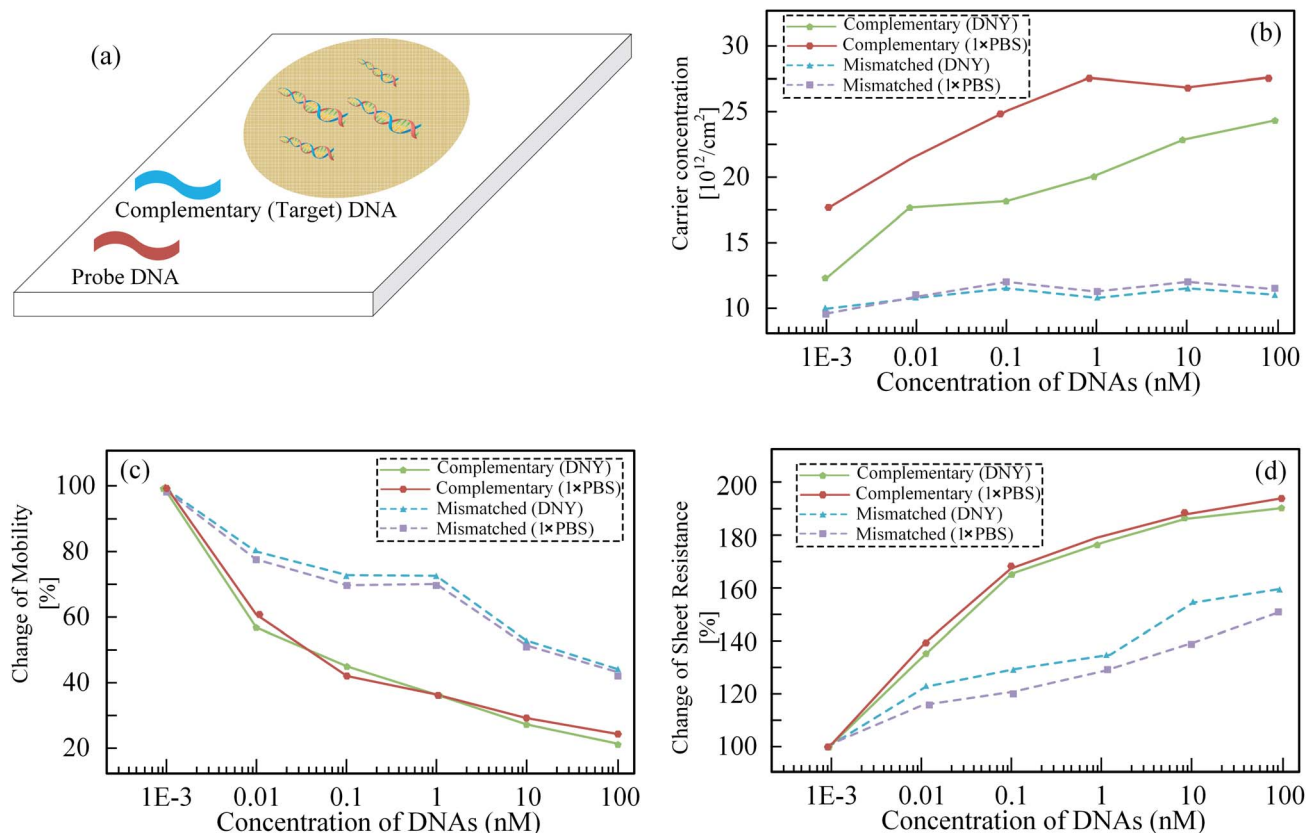 (a)
Complementary (Target) DNA
Probe DNA
(b)
Complementary (DNY)
Complementary (1×PBS)
Mismatched (DNY)
Mismatched (1×PBS)
Carrier concentration
[10¹²/cm²]
30
25
20
15
10
1E-3 0.01 0.1 1 10 100
Concentration of DNAs (nM)
(c)
Complementary (DNY)
Complementary (1×PBS)
Mismatched (DNY)
Mismatched (1×PBS)
Change of Mobility
[%]
100
80
60
40
20
1E-3 0.01 0.1 1 10 100
Concentration of DNAs (nM)
(d)
Complementary (DNY)
Complementary (1×PBS)
Mismatched (DNY)
Mismatched (1×PBS)
Change of Sheet Resistance
[%]
200
180
160
140
120
100
1E-3 0.01 0.1 1 10 100
Concentration of DNAs (nM)